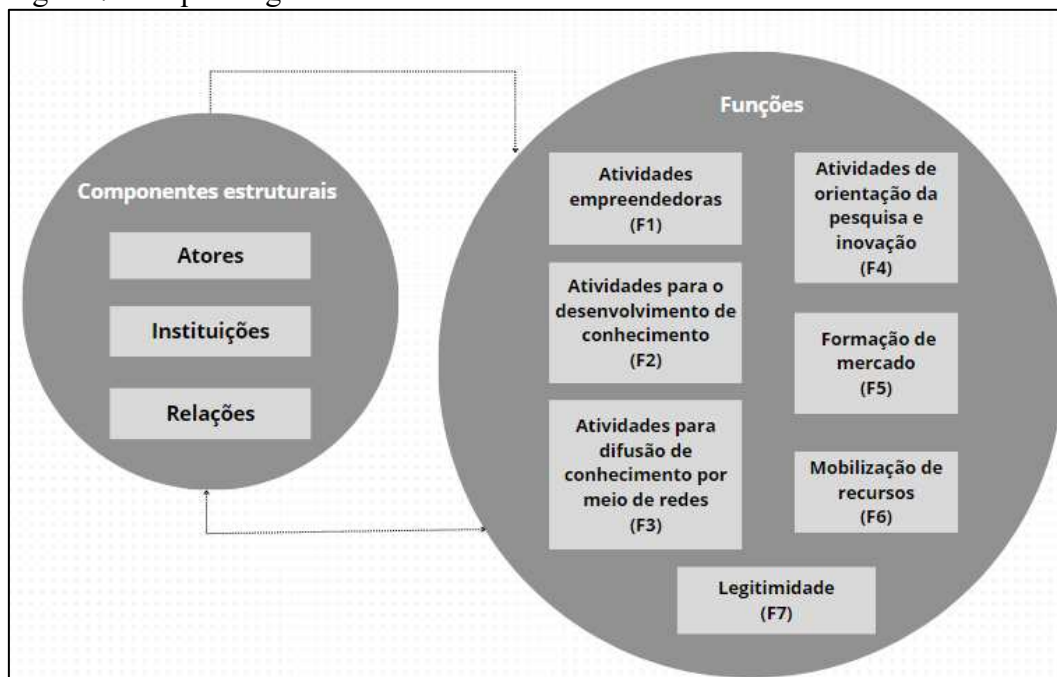 Componentes estruturais
Atores
Instituições
Relações
Funções
Atividades
empreendedoras
(F1)
Atividades para o
desenvolvimento de
conhecimento
(F2)
Atividades para
difusão de
conhecimento por
meio de redes
(F3)
Atividades de
orientação da
pesquisa e
inovação
(F4)
Formação de
mercado
(F5)
Mobilização de
recursos
(F6)
Legitimidade
(F7)